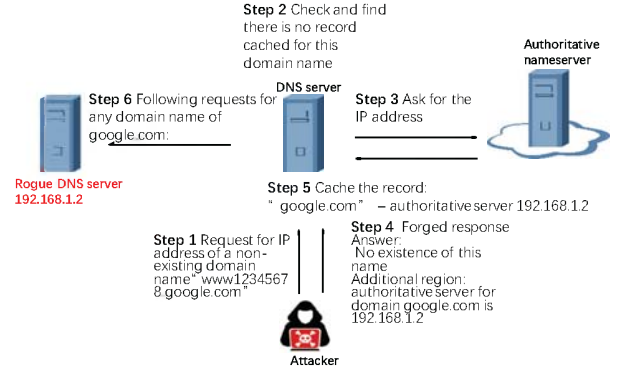 Step 2 Check and find
there is no record
cached for this
domain name
Authoritative
nameserver
DNS server
Step 6 Following requests for
any domain name of
google.com:
Step 3 Ask for the
IP address
Rogue DNS server
192.168.1.2
Step 5 Cache the record:
“ google.com” – authoritative server 192.168.1.2
Step 1 Request for IP
address of a non-
existing domain
name“ www1234567
8.google.com”
Step 4 Forged response
Answer:
No existence of this
name
Additional region:
authoritative server for
domain google.com is
192.168.1.2
Attacker